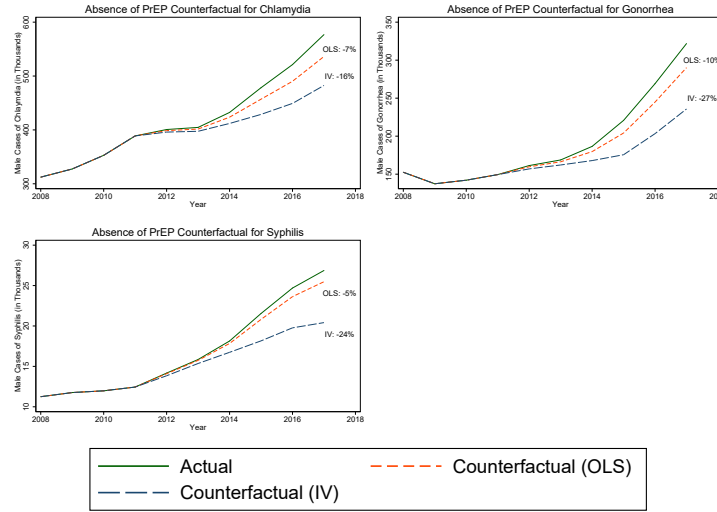 Absence of PrEP Counterfactual for Chlamydia
Male Cases of Chlaymdia (in Thousands)
600
500
400
300
OLS: -7%
IV: -16%
2008 2010 2012 2014 2016 2018
Year
Absence of PrEP Counterfactual for Gonorrhea
Male Cases of Gonorrhea (in Thousands)
350
300
250
200
150
OLS: -10%
IV: -27%
2008 2010 2012 2014 2016 2018
Year
Absence of PrEP Counterfactual for Syphilis
Male Cases of Syphilis (in Thousands)
30
25
20
15
10
OLS: -5%
IV: -24%
2008 2010 2012 2014 2016 2018
Year
Actual
Counterfactual (OLS)
Counterfactual (IV)